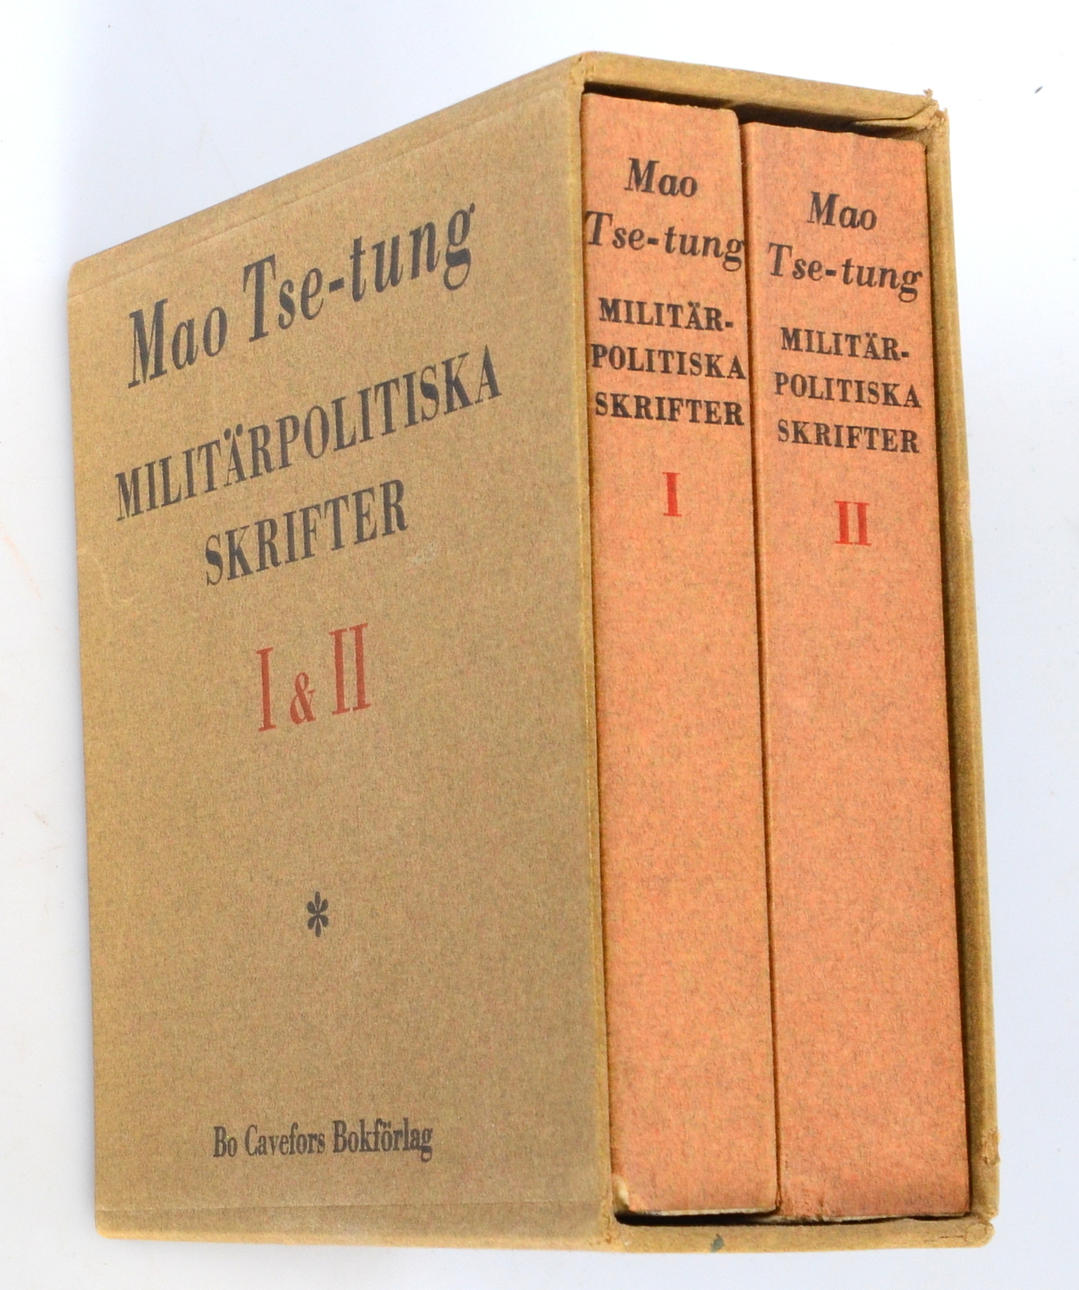 Mao Tse-tung
MILITÄRPOLITISKA
SKRIFTER
I & II
*
Bo Cavefors Bokförlag
Mao
Tse-tung
MILITÄR-
POLITISKA
SKRIFTER
I
Mao
Tse-tung
MILITÄR-
POLITISKA
SKRIFTER
II